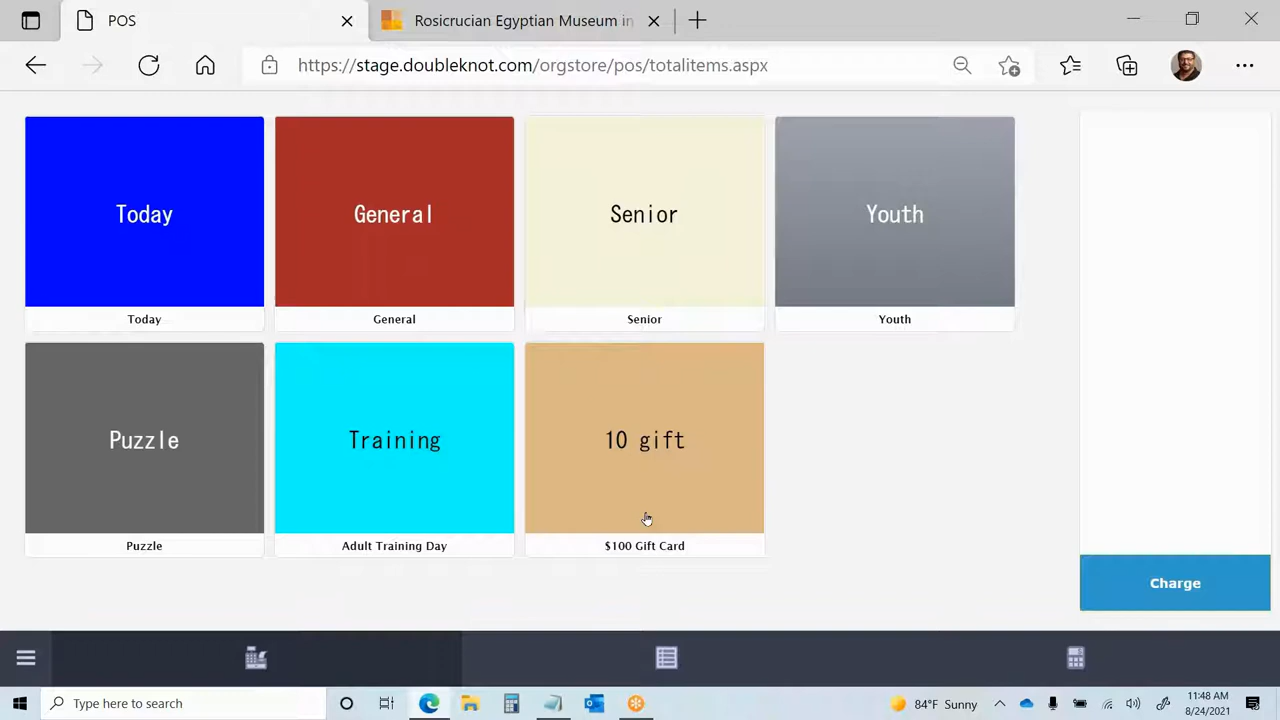 POS
Rosicrucian Egyptian Museum in
https://stage.doubleknot.com/orgstore/pos/totalitems.aspx
Today
General
Senior
Youth
Today
General
Senior
Youth
Puzzle
Training
10 gift
Puzzle
Adult Training Day
$100 Gift Card
Charge
Type here to search
84°F Sunny
11:48 AM
8/24/2021